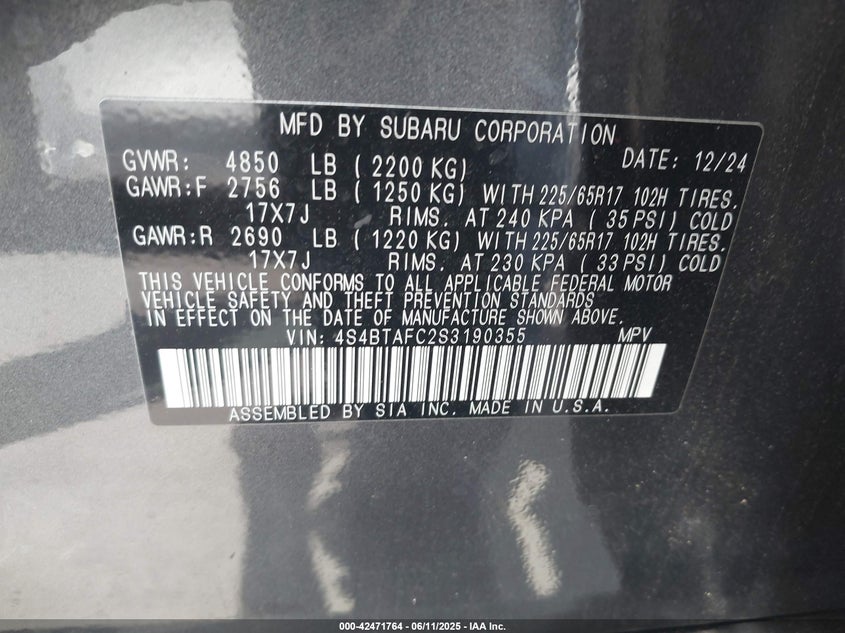 MFD BY SUBARU CORPORATION
GVWR: 4850 LB (2200 KG) DATE: 12/24
GAWR:F 2756 LB (1250 KG) WITH 225/65R17 102H TIRES.
17X7J RIMS. AT 240 KPA (35 PSI) COLD
GAWR:R 2690 LB (1220 KG) WITH 225/65R17 102H TIRES.
17X7J RIMS. AT 230 KPA (33 PSI) COLD
THIS VEHICLE CONFORMS TO ALL APPLICABLE FEDERAL MOTOR
VEHICLE SAFETY AND THEFT PREVENTION STANDARDS
IN EFFECT ON THE DATE OF MANUFACTURE SHOWN ABOVE.
VIN: 4S4BTAFC2S3190355 MPV
ASSEMBLED BY SIA INC. MADE IN U.S.A.
000-42471764 - 06/11/2025 - IAA Inc.